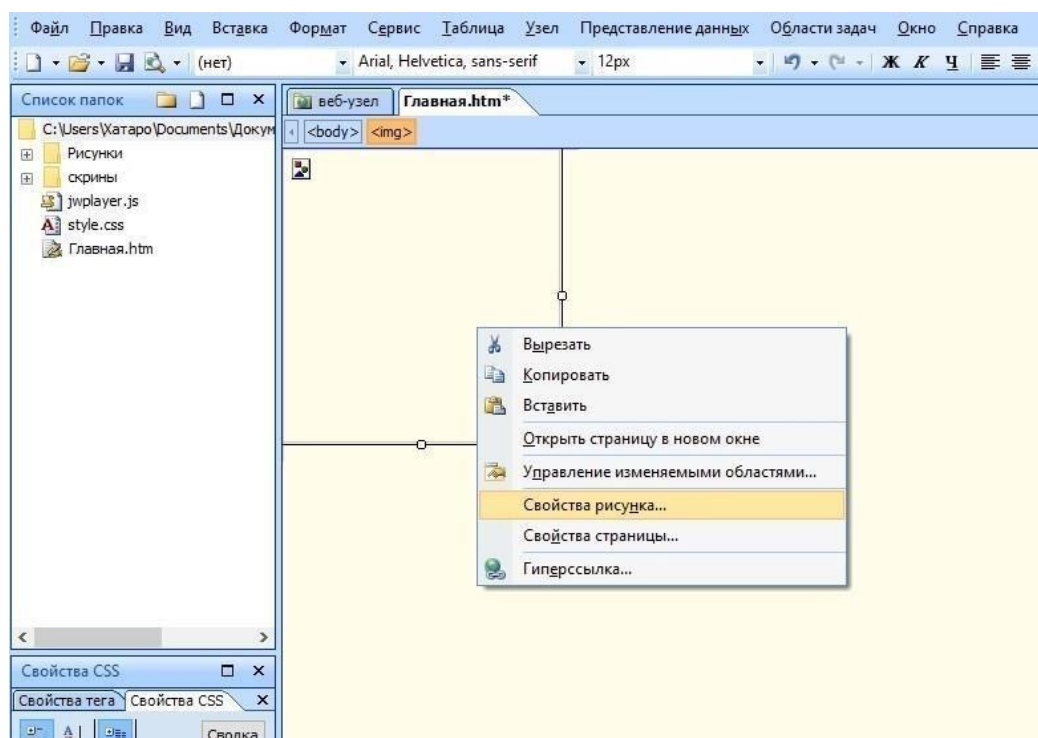 Файл Правка Вид Вставка Формат Сервис Таблица Узел Представление данных Области задач Окно Справка
(нет) Arial, Helvetica, sans-serif 12px Ж К Ч
Список папок
веб-узел Главная.htm*
C:\Users\Хатаро\Documents\Докум
<body> <img>
Рисунки
скрины
jwplayer.js
style.css
Главная.htm
Вырезать
Копировать
Вставить
Открыть страницу в новом окне
Управление изменяемыми областями...
Свойства рисунка...
Свойства страницы...
Гиперссылка...
Свойства CSS
Свойства тега Свойства CSS
Сводка